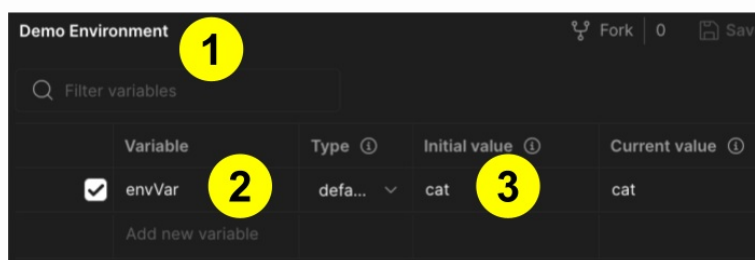 Demo Environment 1 Fork 0 Sav
Filter variables
Variable Type Initial value Current value
envVar 2 defa... cat 3 cat
Add new variable